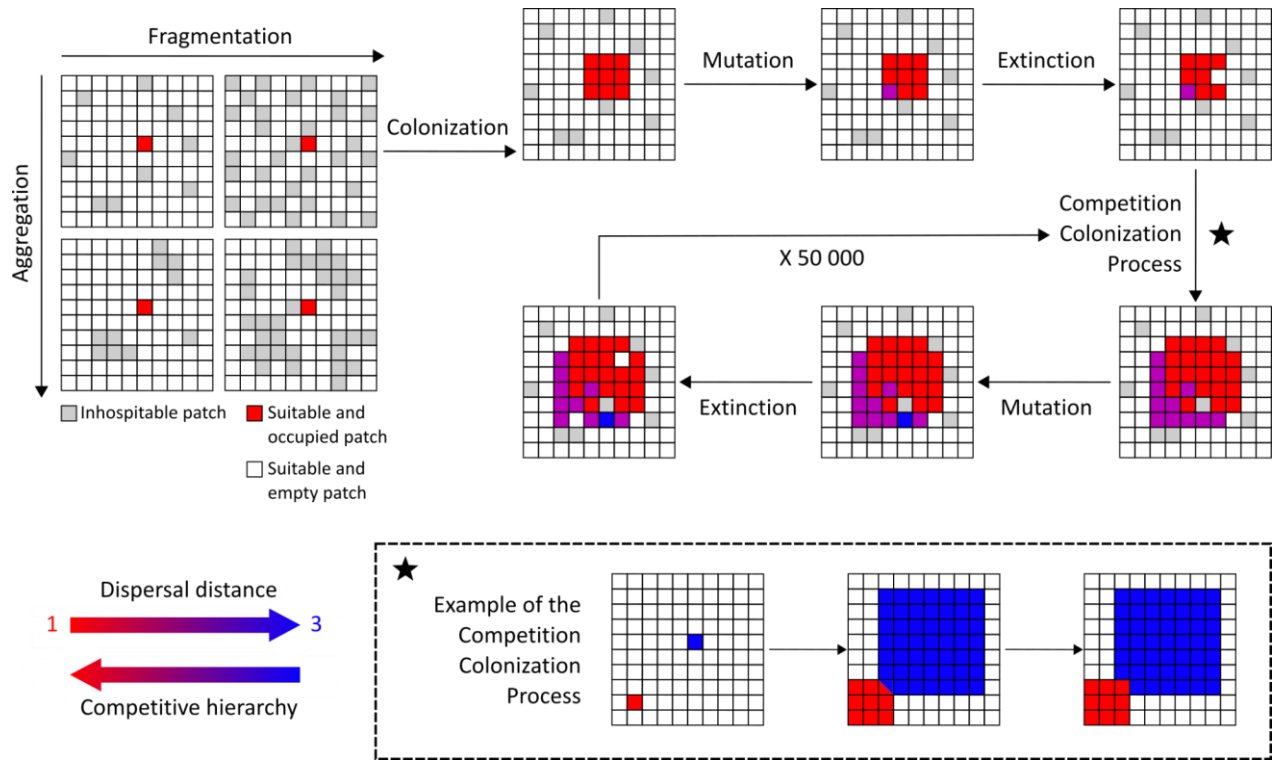 Fragmentation
Aggregation
Colonization
Mutation
Extinction
Competition
Colonization
Process
★
X 50 000
Extinction
Mutation
Inhospitable patch
Suitable and
occupied patch
Suitable and
empty patch
Dispersal distance
1
3
Competitive hierarchy
★
Example of the
Competition
Colonization
Process